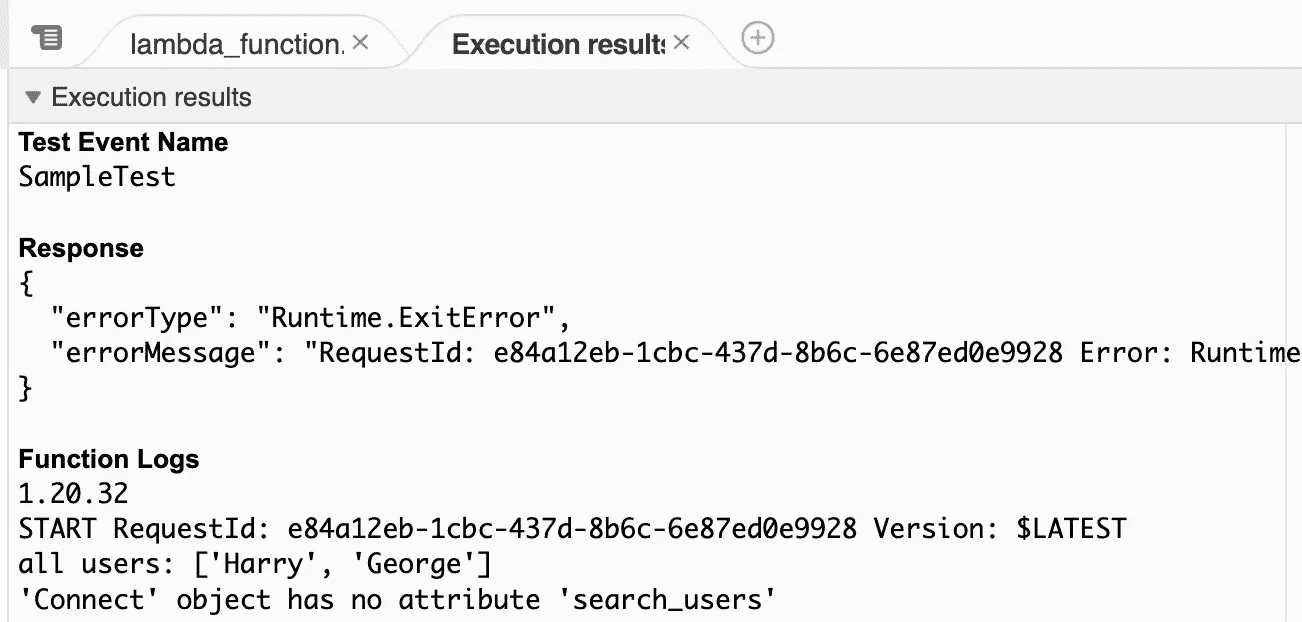 lambda_function.
Execution results
Execution results
Test Event Name
SampleTest
Response
{
"errorType": "Runtime.ExitError",
"errorMessage": "RequestId: e84a12eb-1cbc-437d-8b6c-6e87ed0e9928 Error: Runtime
}
Function Logs
1.20.32
START RequestId: e84a12eb-1cbc-437d-8b6c-6e87ed0e9928 Version: $LATEST
all users: ['Harry', 'George']
'Connect' object has no attribute 'search_users'